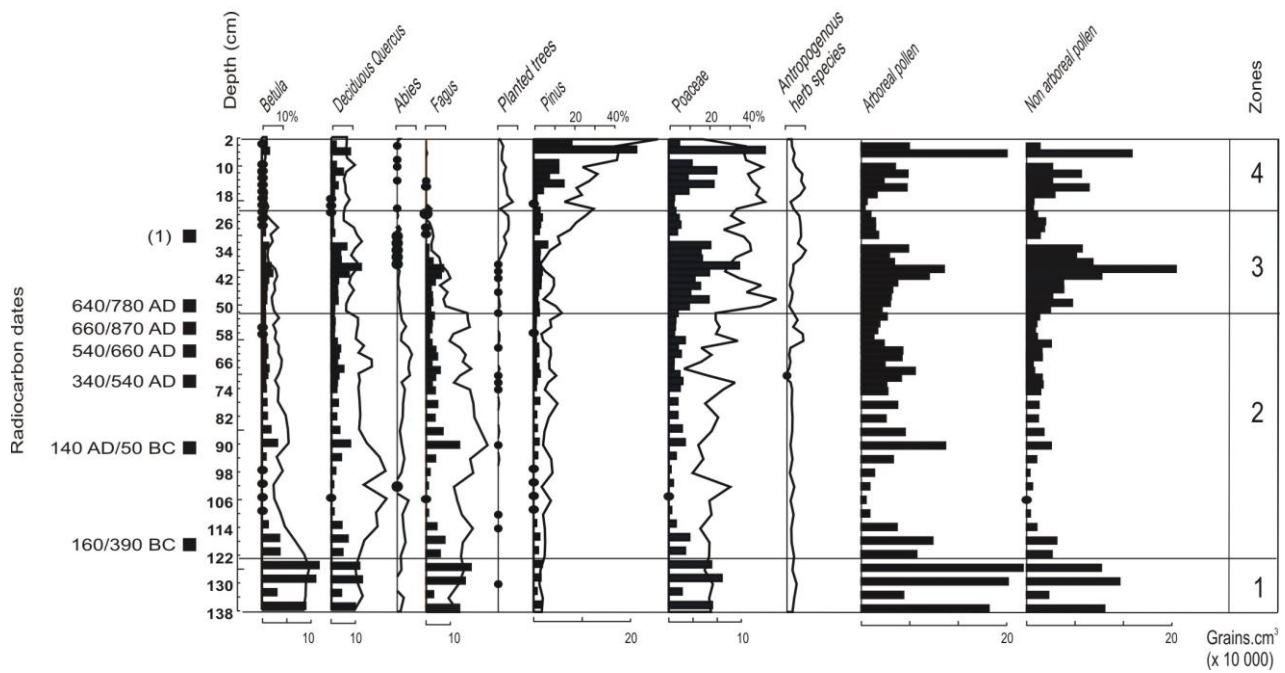 Depth (cm)
Betula
Deciduous Quercus
Abies
Fagus
Planted trees
Pinus
Poaceae
Antropogenous
herb species
Arboreal pollen
Non arboreal pollen
Zones
10%
20 40%
20 40%
Radiocarbon dates
2
10
18
26
34
42
50
58
66
74
82
90
98
106
114
122
130
138
(1)
640/780 AD
660/870 AD
540/660 AD
340/540 AD
140 AD/50 BC
160/390 BC
4
3
2
1
10
10
10
20
10
20
20
Grains.cm³
(x 10 000)